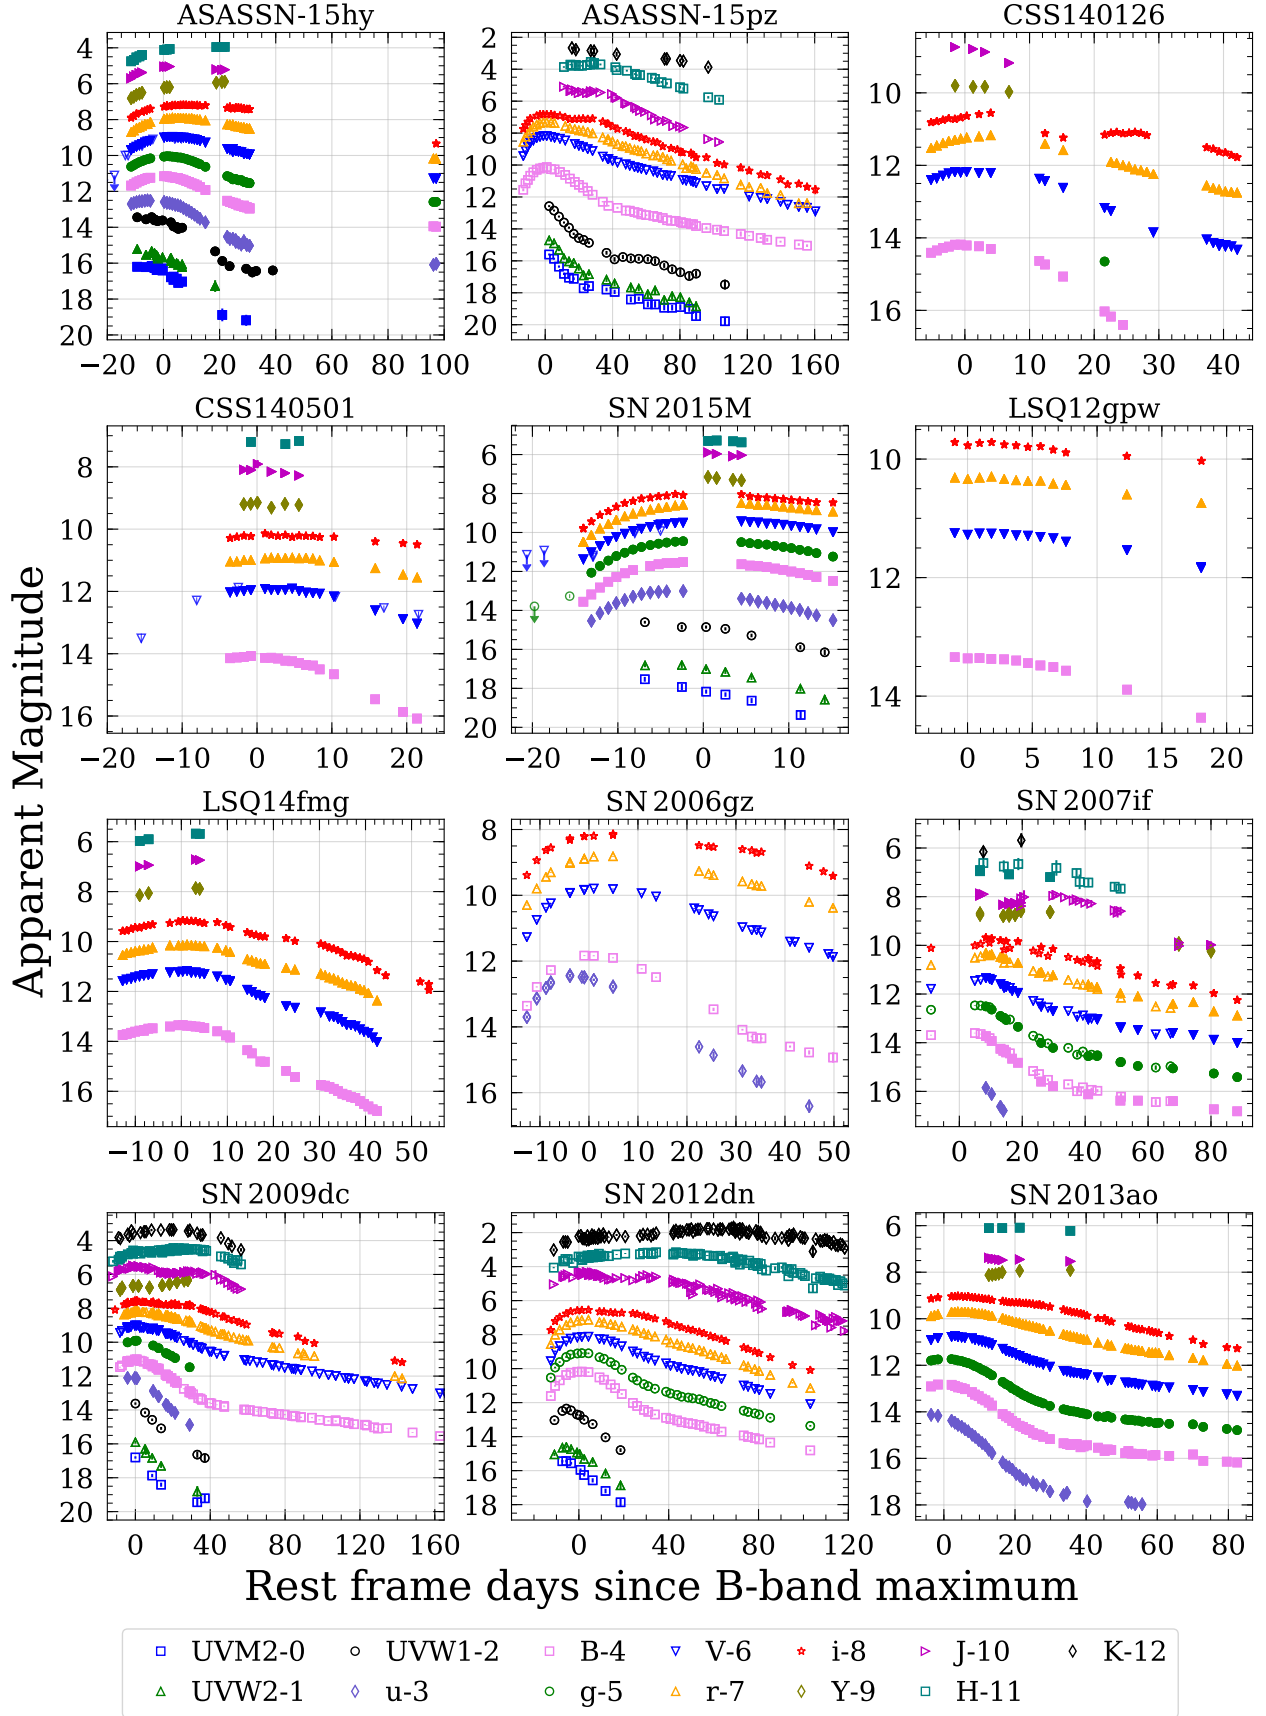 ASASSN-15hy ASASSN-15pz CSS140126
4 6 8 10 12 14 16 18 20
−20 0 20 40 60 80 100
2 4 6 8 10 12 14 16 18 20
0 40 80 120 160
10 12 14 16
0 10 20 30 40
CSS140501 SN 2015M LSQ12gpw
8 10 12 14 16
−20 −10 0 10 20
6 8 10 12 14 16 18 20
−20 −10 0 10
10 12 14
0 5 10 15 20
Apparent Magnitude
LSQ14fmg SN 2006gz SN 2007if
6 8 10 12 14 16
−10 0 10 20 30 40 50
8 10 12 14 16
−10 0 10 20 30 40 50
6 8 10 12 14 16
0 20 40 60 80
SN 2009dc SN 2012dn SN 2013ao
4 6 8 10 12 14 16 18 20
0 40 80 120 160
2 4 6 8 10 12 14 16 18
0 40 80 120
6 8 10 12 14 16 18
0 20 40 60 80
Rest frame days since B-band maximum
UVM2-0 UVW1-2 B-4 V-6 i-8 J-10 K-12
UVW2-1 u-3 g-5 r-7 Y-9 H-11